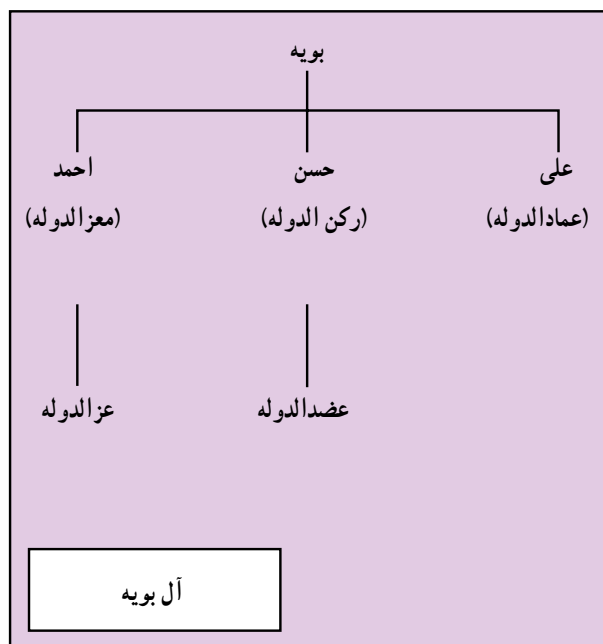 بویه
علی
حسن
احمد
(عمادالدوله)
(رکن الدوله)
(معزالدوله)
عضدالدوله
عزالدوله
آل بویه